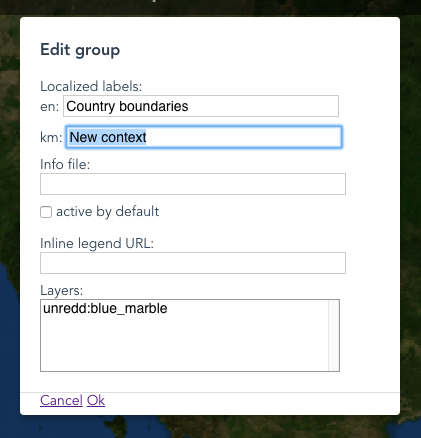 Edit group
Localized labels:
en: Country boundaries
km: New context
Info file:
active by default
Inline legend URL:
Layers:
unredd:blue_marble
Cancel Ok